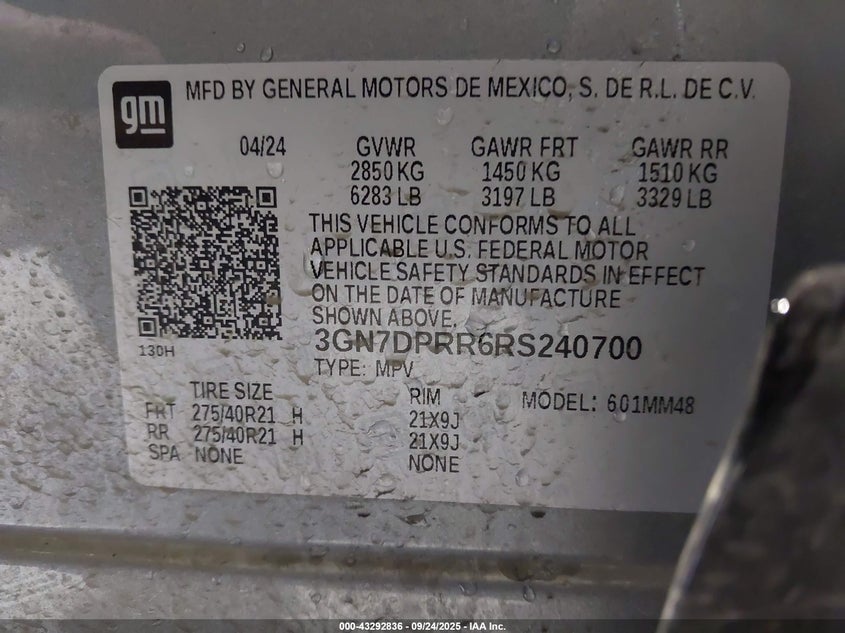 gm
MFD BY GENERAL MOTORS DE MEXICO, S. DE R.L. DE C.V.
04/24 GVWR GAWR FRT GAWR RR
2850 KG 1450 KG 1510 KG
6283 LB 3197 LB 3329 LB
THIS VEHICLE CONFORMS TO ALL
APPLICABLE U.S. FEDERAL MOTOR
VEHICLE SAFETY STANDARDS IN EFFECT
ON THE DATE OF MANUFACTURE
SHOWN ABOVE.
3GN7DPRR6RS240700
130H
TYPE: MPV
TIRE SIZE RIM MODEL: 601MM48
FRT 275/40R21 H 21X9J
RR 275/40R21 H 21X9J
SPA NONE NONE
000-43292836 - 09/24/2025 - IAA Inc.